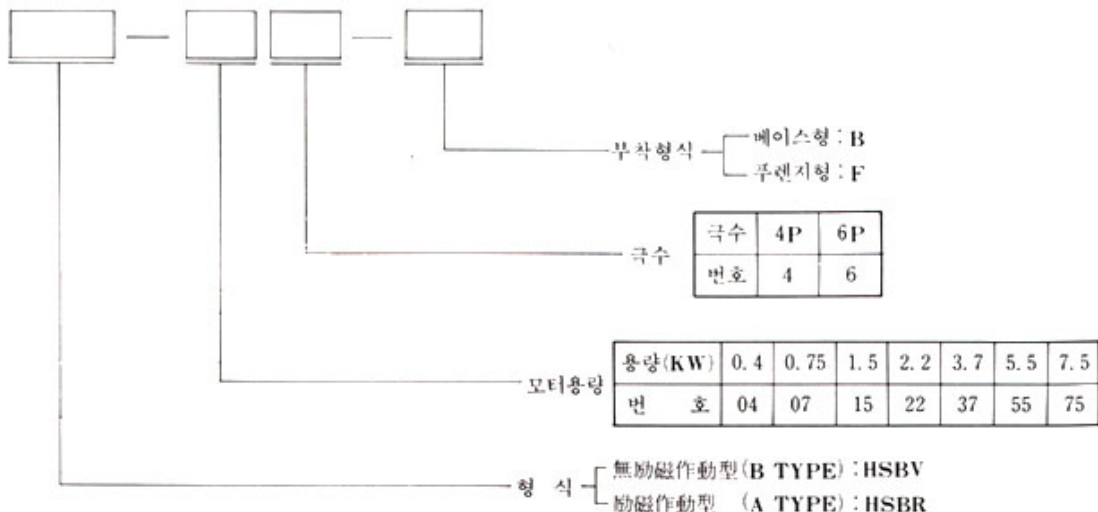 부착형식
베이스형 : B
푸렌지형 : F
극수
극수 4P 6P
번호 4 6
모터용량
용량(KW) 0.4 0.75 1.5 2.2 3.7 5.5 7.5
번 호 04 07 15 22 37 55 75
형 식
無励磁作動型(B TYPE) : HSBV
励磁作動型 (A TYPE) : HSBR